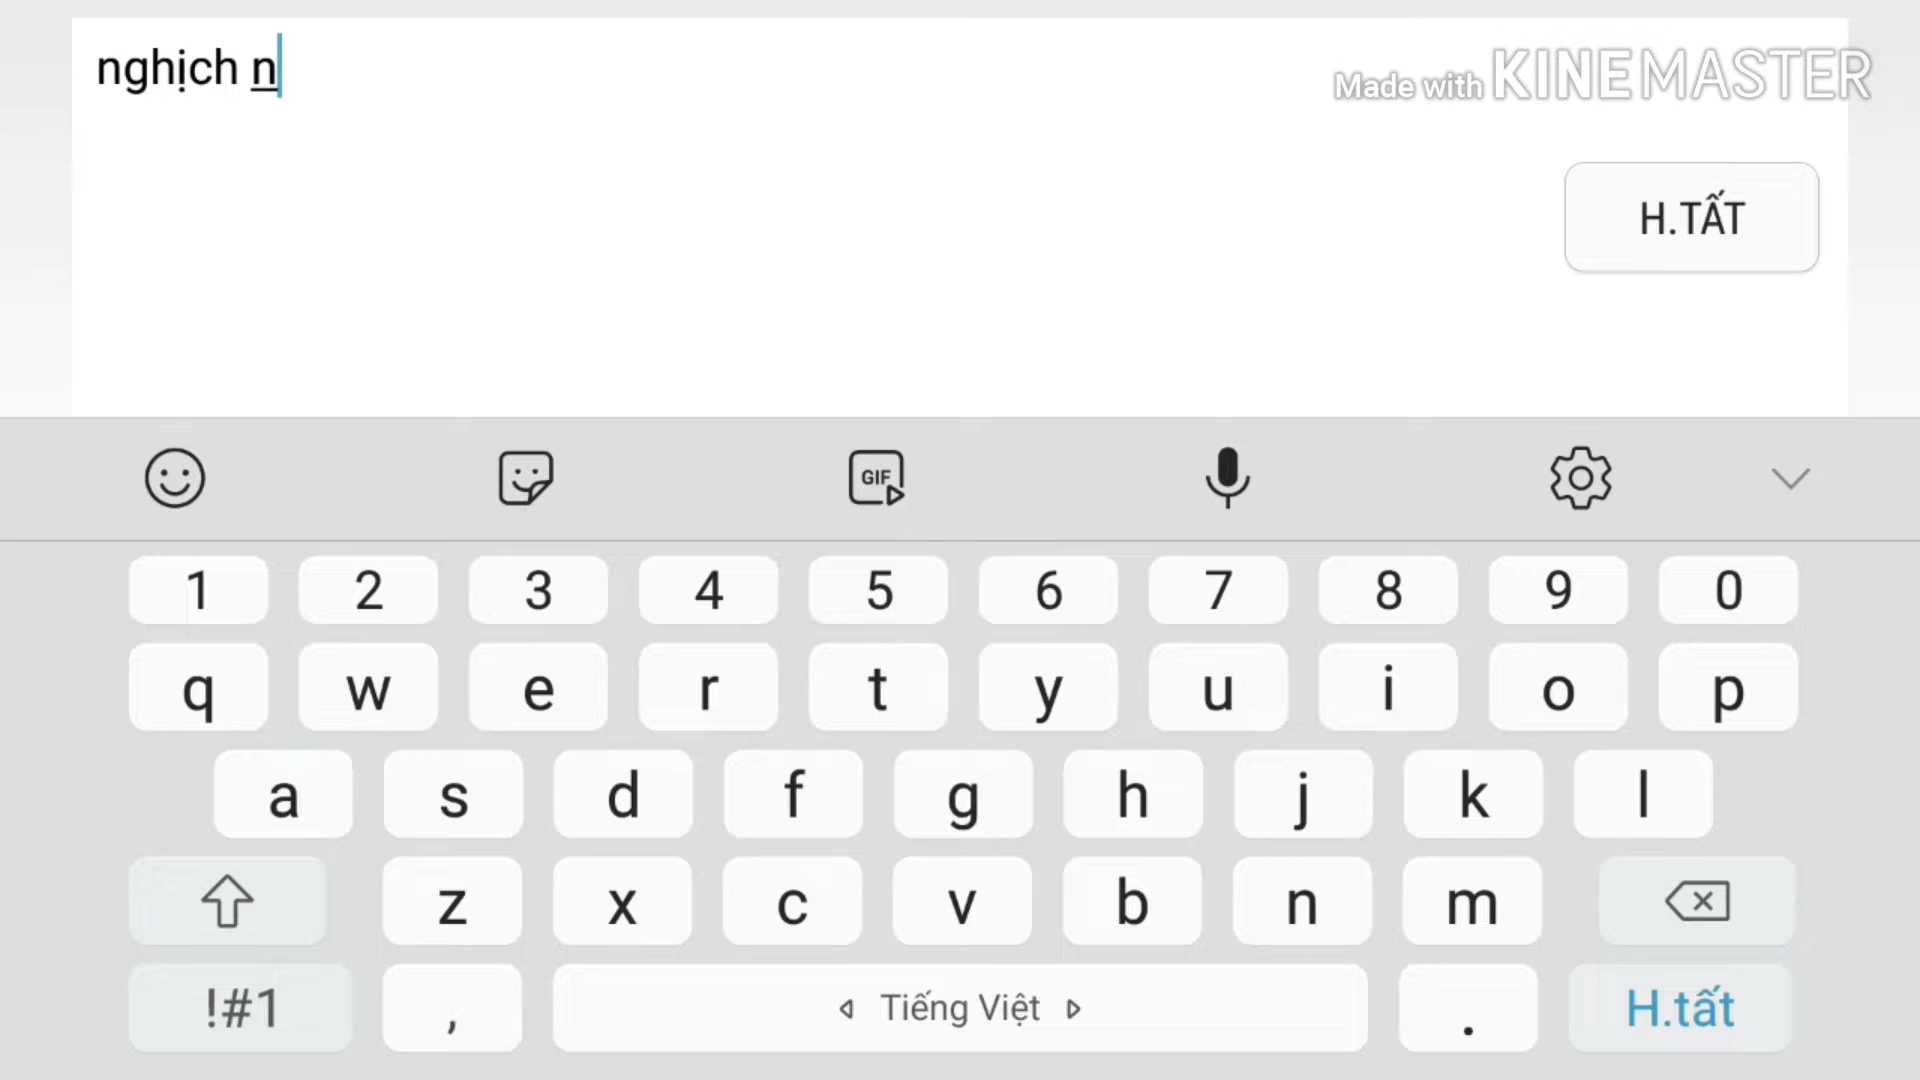 nghịch n
Made with KINEMASTER
H.TẤT
GIF
1 2 3 4 5 6 7 8 9 0
q w e r t y u i o p
a s d f g h j k l
z x c v b n m
!#1 , Tiếng Việt . H.tất